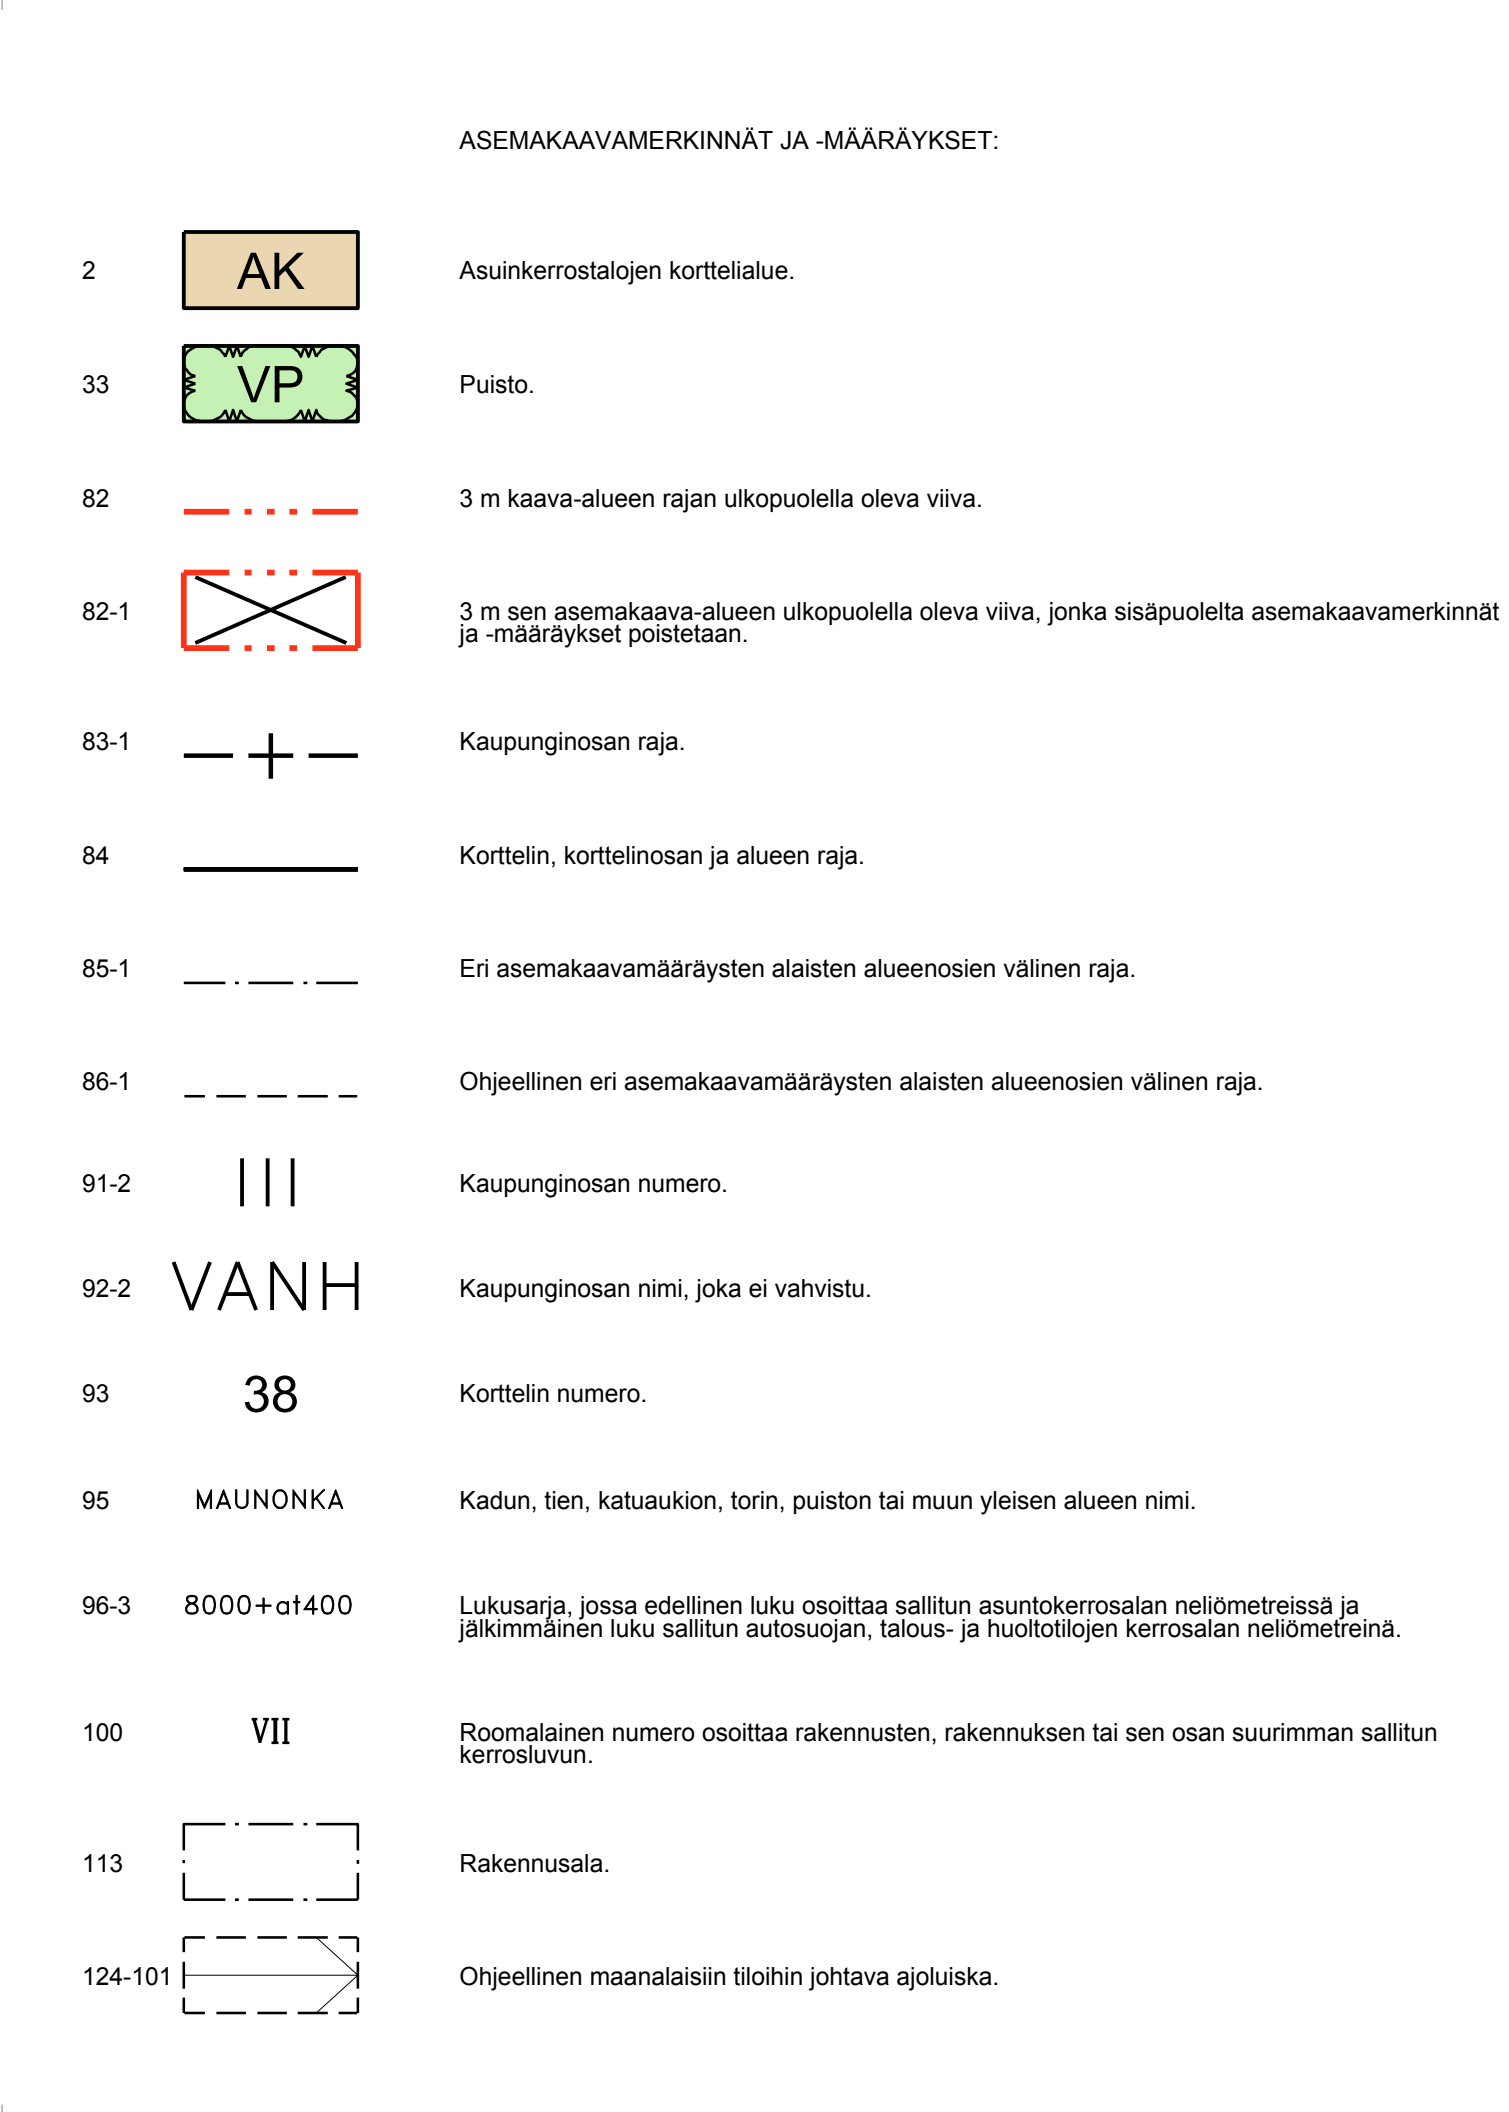 ASEMAKAAVAMERKINNÄT JA -MÄÄRÄYKSET:
2 AK Asuinkerrostalojen korttelialue.
33 VP Puisto.
82 3 m kaava-alueen rajan ulkopuolella oleva viiva.
82-1 3 m sen asemakaava-alueen ulkopuolella oleva viiva, jonka sisäpuolelta asemakaavamerkinnät
ja -määräykset poistetaan.
83-1 Kaupunginosan raja.
84 Korttelin, korttelinosan ja alueen raja.
85-1 Eri asemakaavamääräysten alaisten alueenosien välinen raja.
86-1 Ohjeellinen eri asemakaavamääräysten alaisten alueenosien välinen raja.
91-2 III Kaupunginosan numero.
92-2 VANH Kaupunginosan nimi, joka ei vahvistu.
93 38 Korttelin numero.
95 MAUNONKA Kadun, tien, katuaukion, torin, puiston tai muun yleisen alueen nimi.
96-3 8000+at400 Lukusarja, jossa edellinen luku osoittaa sallitun asuntokerrosalan neliömetreissä ja
jälkimmäinen luku sallitun autosuojan, talous- ja huoltotilojen kerrosalan neliömetreinä.
100 VII Roomalainen numero osoittaa rakennusten, rakennuksen tai sen osan suurimman sallitun
kerrosluvun.
113 Rakennusala.
124-101 Ohjeellinen maanalaisiin tiloihin johtava ajoluiska.